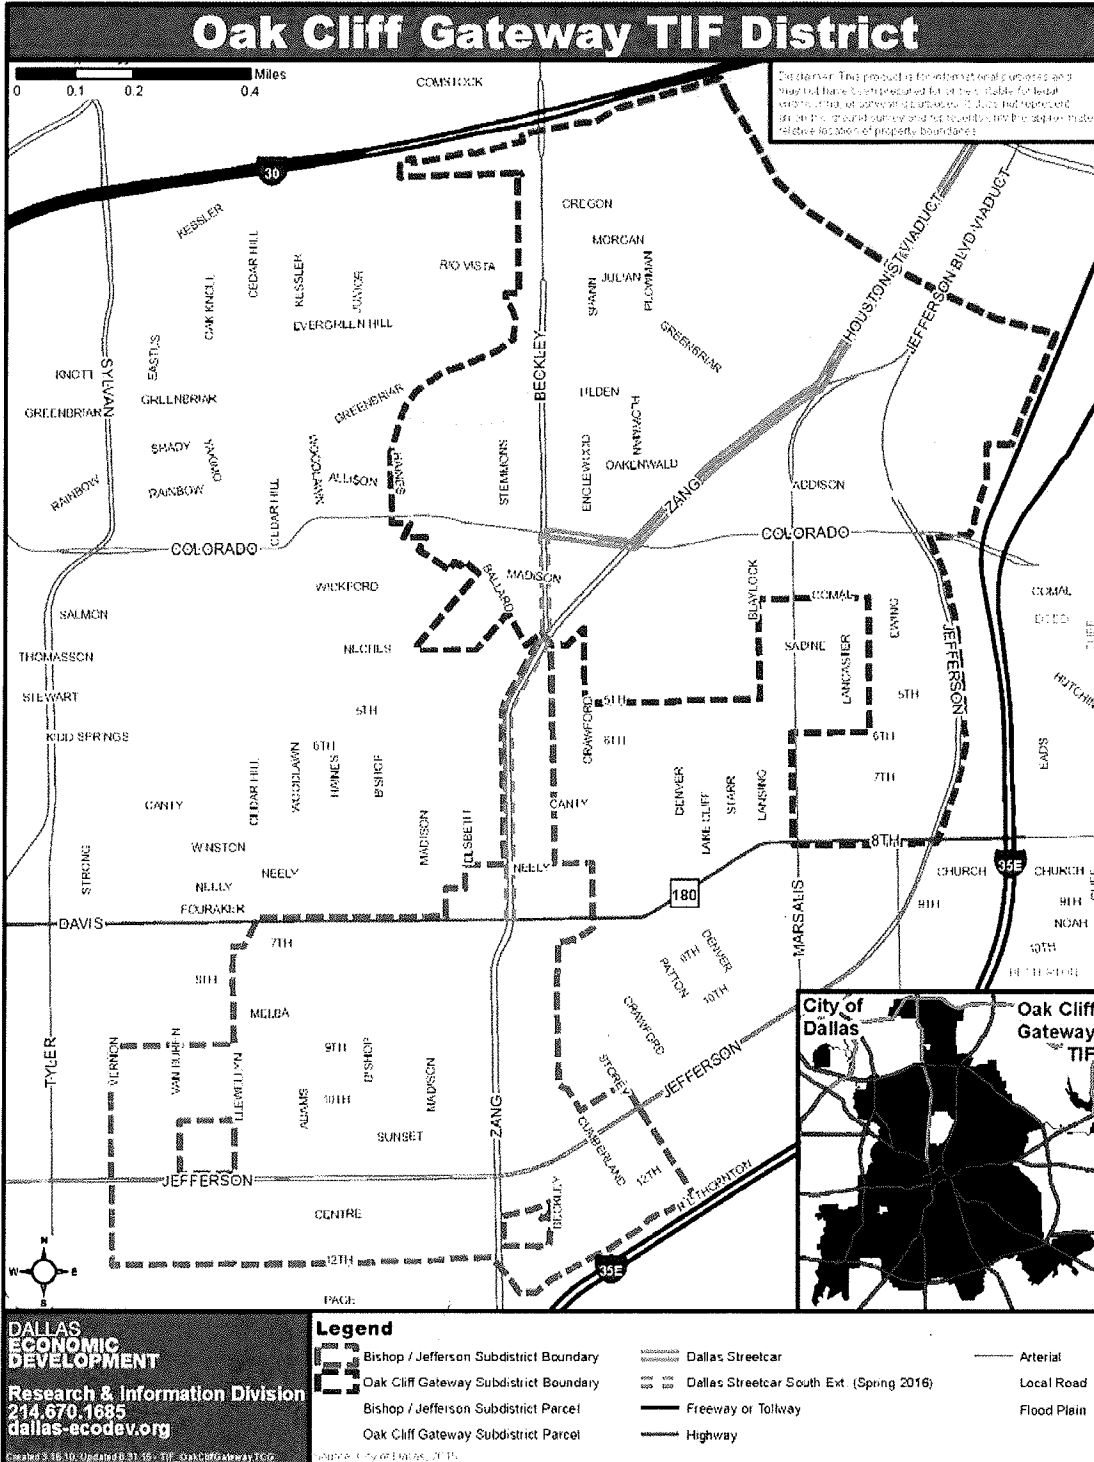 Oak Cliff Gateway TIF District
Miles
0 0.1 0.2 0.4
COMSTOCK
30
KESSLER
CEDAR HILL
KESSLER
JUNIOR
OAK KNOLL
EVERGREEN HILL
RIO VISTA
OREGON
MORGAN
JULIAN
SPANN
PLOWMAN
GREENBRIAR
HOUSTON ST VIADUCT
JEFFERSON BLVD VIADUCT
EASTUS
KNOTT
SYLVAN
GREENBRIAR
GREENBRIAR
GREENBRIAR
BECKLEY
TILDEN
PLOWMAN
SHADY
YAKIMO
WOODLAWN
ALLISON
HAINES
STEMMONS
ENGLEWOOD
OAKENWALD
RAINBOW
RAINBOW
CEDAR HILL
ZANG
ADDISON
COLORADO
COLORADO
WICKFORD
BALLARD
MADISON
BLAYLOCK
COMAL
COMAL
SALMON
SABINE
LANCASTER
EWING
JEFFERSON
THOMASSON
NECHES
STEWART
5TH
5TH
5TH
KIDD SPRINGS
6TH
6TH
6TH
CRAWFORD
CEDAR HILL
WOODLAWN
HAINES
BISHOP
7TH
EADS
CANTY
CANTY
DENVER
LAKE CLIFF
STARR
LANSING
MADISON
ELSBETH
WINSTON
8TH
STRONG
NEELY
NEELY
NEELY
35E
CHURCH
CHURCH
180
FOURAKER
DAVIS
9TH
9TH
NOAH
7TH
MARSALIS
10TH
8TH
9TH
DENVER
PATTON
10TH
MELBA
CRAWFORD
City of
Dallas
Oak Cliff
Gateway
TIF
TYLER
VERNON
VAN BUREN
LLEWELLYN
9TH
BISHOP
10TH
ADAMS
MADISON
ZANG
STOREY
JEFFERSON
SUNSET
CUMBERLAND
12TH
JEFFERSON
R L THORNTON
CENTRE
BECKLEY
12TH
35E
PAGE
N
W E
S
DALLAS
ECONOMIC
DEVELOPMENT
Research & Information Division
214.670.1685
dallas-ecodev.org
Legend
Bishop / Jefferson Subdistrict Boundary
Oak Cliff Gateway Subdistrict Boundary
Bishop / Jefferson Subdistrict Parcel
Oak Cliff Gateway Subdistrict Parcel
Dallas Streetcar
Dallas Streetcar South Ext. (Spring 2016)
Freeway or Tollway
Highway
Arterial
Local Road
Flood Plain
Source: City of Dallas, 2015